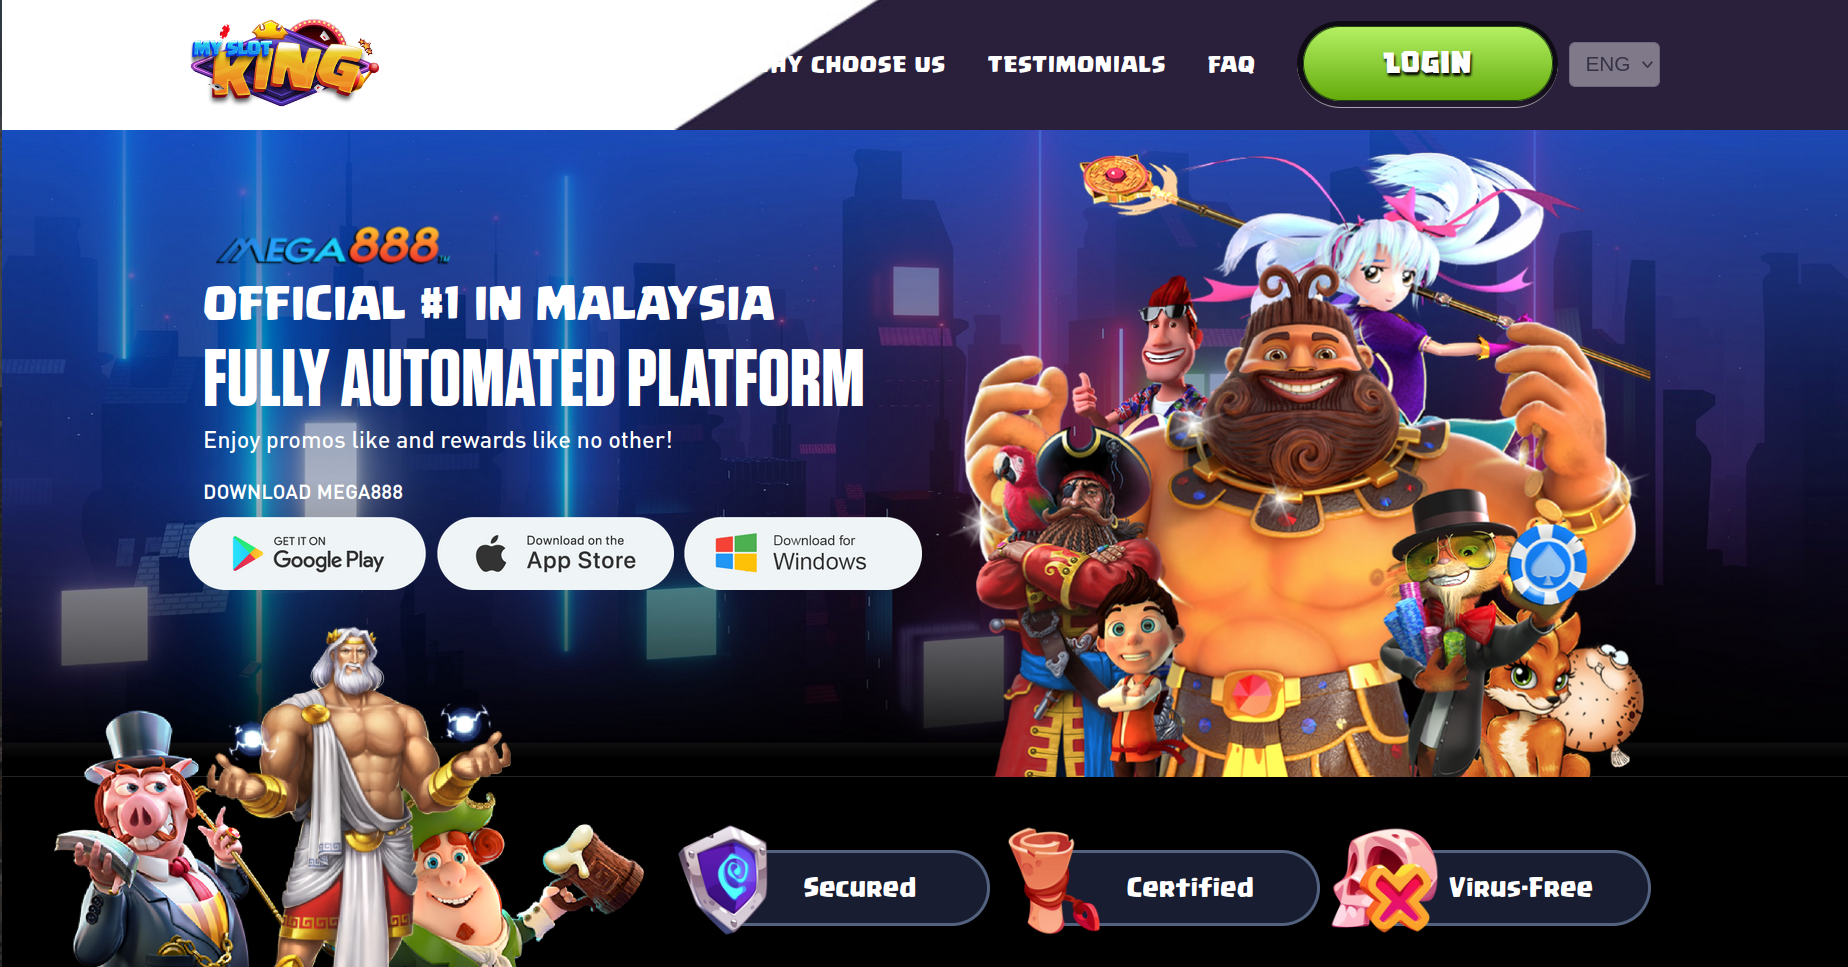 MY SLOT
KING
WHY CHOOSE US
TESTIMONIALS
FAQ
LOGIN
ENG
MEGA888™
OFFICIAL #1 IN MALAYSIA
FULLY AUTOMATED PLATFORM
Enjoy promos like and rewards like no other!
DOWNLOAD MEGA888
GET IT ON
Google Play
Download on the
App Store
Download for
Windows
Secured
Certified
Virus-Free